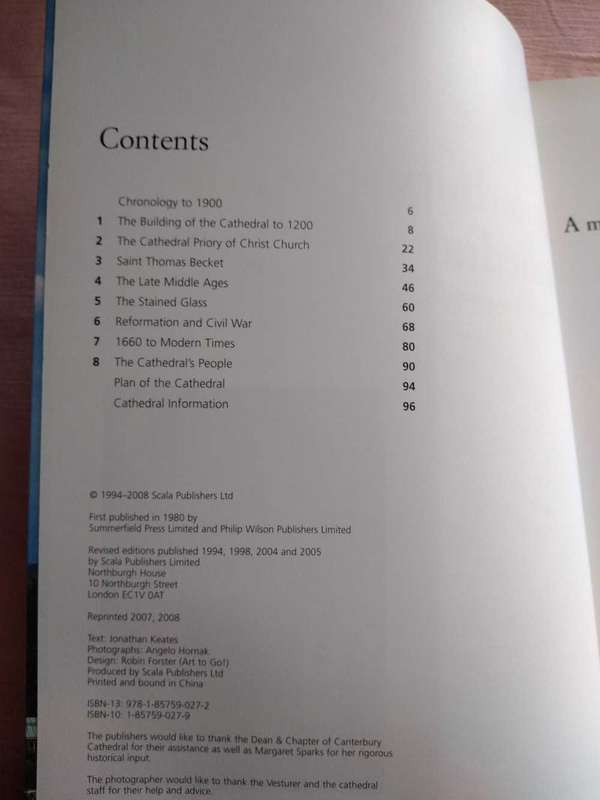 Contents
Chronology to 1900 6
1 The Building of the Cathedral to 1200 8
2 The Cathedral Priory of Christ Church 22
3 Saint Thomas Becket 34
4 The Late Middle Ages 46
5 The Stained Glass 60
6 Reformation and Civil War 68
7 1660 to Modern Times 80
8 The Cathedral's People 90
Plan of the Cathedral 94
Cathedral Information 96
© 1994–2008 Scala Publishers Ltd
First published in 1980 by
Summerfield Press Limited and Philip Wilson Publishers Limited
Revised editions published 1994, 1998, 2004 and 2005
by Scala Publishers Limited
Northburgh House
10 Northburgh Street
London EC1V 0AT
Reprinted 2007, 2008
Text: Jonathan Keates
Photographs: Angelo Hornak
Design: Robin Forster (Art to Go!)
Produced by Scala Publishers Ltd
Printed and bound in China
ISBN-13: 978-1-85759-027-2
ISBN-10: 1-85759-027-9
The publishers would like to thank the Dean & Chapter of Canterbury
Cathedral for their assistance as well as Margaret Sparks for her rigorous
historical input.
The photographer would like to thank the Vesturer and the cathedral
staff for their help and advice.
A m